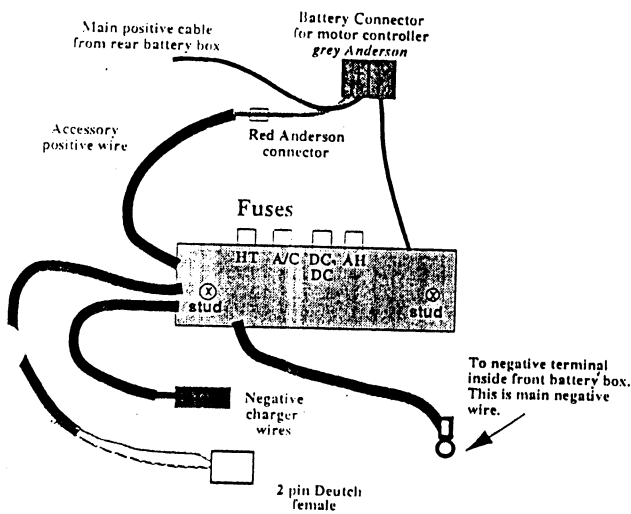 Main positive cable
from rear battery box
Battery Connector
for motor controller
grey Anderson
Accessory
positive wire
Red Anderson
connector
Fuses
HT A/C DC- AH
DC
stud
stud
To negative terminal
inside front battery box.
This is main negative
wire.
Negative
charger
wires
2 pin Deutch
female